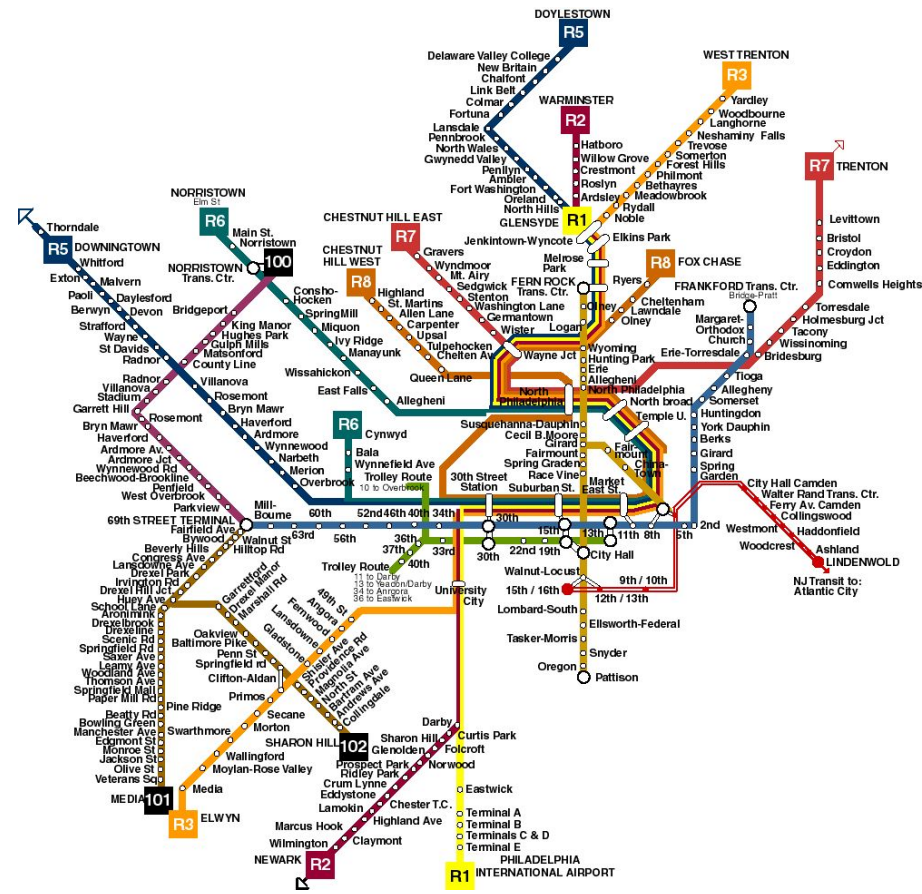 DOYLESTOWN
R5
Delaware Valley College
New Britain
Chalfont
Link Belt
Colmar
Fortuna
Lansdale
Pennbrook
North Wales
Gwynedd Valley
Penllyn
Ambler
Fort Washington
Oreland
North Hills
GLENSYDE
R1
WARMINSTER
R2
Hatboro
Willow Grove
Crestmont
Roslyn
Ardsley
WEST TRENTON
R3
Yardley
Woodbourne
Langhorne
Neshaminy Falls
Trevose
Somerton
Forest Hills
Philmont
Bethayres
Meadowbrook
Rydall
Noble
Jenkintown-Wyncote
Elkins Park
Melrose
Park
FERN ROCK
Trans. Ctr.
R7
TRENTON
Levittown
Bristol
Croydon
Eddington
Cornwells Heights
Torresdale
Holmesburg Jct
Tacony
Wissinoming
Bridesburg
R8
FOX CHASE
Ryers
Cheltenham
Lawndale
Olney
Olney
Logan
FRANKFORD Trans. Ctr.
Bridge-Pratt
Margaret-
Orthodox
Church
Erie-Torresdale
Tioga
Allegheny
Somerset
Huntingdon
York Dauphin
Berks
Girard
Spring
Garden
2nd
5th
8th
11th
13th
15th
30th
34th
40th
46th
52nd
56th
60th
63rd
Mill-
Bourne
69th STREET TERMINAL
NORRISTOWN
Elm St
R6
Main St.
Norristown
100
NORRISTOWN
Trans. Ctr.
Consho-
Hocken
SpringMill
Miquon
Ivy Ridge
Manayunk
Wissahickon
East Falls
Allegheni
CHESTNUT HILL EAST
R7
Gravers
Wyndmoor
Mt. Airy
Sedgwick
Stenton
Washington Lane
Germantown
Wister
Wayne Jct
CHESTNUT
HILL WEST
R8
Highland
St. Martins
Allen Lane
Carpenter
Upsal
Tulpehocken
Chelten Av
Queen Lane
North
Philadelphia
Wyoming
Hunting Park
Erie
Allegheni
North Philadelphia
North broad
Temple U.
Susquehanna-Dauphin
Cecil B.Moore
Girard
Fairmount
Spring Graden
Race Vine
Fair-
mount
China-
Town
Market
East St.
Suburban St.
30th Street
Station
City Hall
Walnut-Locust
Lombard-South
Ellsworth-Federal
Tasker-Morris
Snyder
Oregon
Pattison
15th / 16th
12th / 13th
9th / 10th
City Hall Camden
Walter Rand Trans. Ctr.
Ferry Av. Camden
Collingswood
Westmont
Haddonfield
Woodcrest
Ashland
LINDENWOLD
NJ Transit to:
Atlantic City
Thorndale
R5
DOWNINGTOWN
Whitford
Exton
Malvern
Paoli
Daylesford
Berwyn
Devon
Strafford
Wayne
St Davids
Radnor
Villanova
Rosemont
Bryn Mawr
Haverford
Ardmore
Wynnewood
Narbeth
Merion
Overbrook
R6
Cynwyd
Bala
Wynnefield Ave
Trolley Route
10 to Overbrook
Bridgeport
King Manor
Hughes Park
Gulph Mills
Matsonford
County Line
Radnor
Villanova
Stadium
Garrett Hill
Rosemont
Bryn Mawr
Haverford
Ardmore Av.
Ardmore Jct
Wynnewood Rd
Beechwood-Brookline
Penfield
West Overbrook
Parkview
36th
37th
40th
33rd
30th
22nd
19th
Trolley Route
11 to Darby
13 to Yeadon/Darby
34 to Anrgora
36 to Eastwick
University
City
Fairfield Ave
Walnut St
Bywood
Hilltop Rd
Beverly Hills
Congress Ave
Lansdowne Ave
Drexel Park
Irvington Rd
Drexel Hill Jct
Huey Ave
School Lane
Aronimink
Drexelbrook
Drexeline
Scenic Rd
Springfield Rd
Saxer Ave
Leamy Ave
Woodland Ave
Thomson Ave
Springfield Mall
Paper Mill Rd
Pine Ridge
Beatty Rd
Bowling Green
Manchester Ave
Edgmont St
Monroe St
Jackson St
Olive St
Veterans Sq
MEDIA
101
Garrettford
Drexel Manor
Marshall Rd
Oakview
Baltimore Pike
Penn St
Springfield rd
Clifton-Aldan
Shisler Ave
Providence Rd
Magnolia Ave
North St
Bartram Ave
Andrews Ave
Collingdale
SHARON HILL
102
49th St
Angora
Fernwood
Lansdowne
Gladstone
Primos
Secane
Morton
Swarthmore
Wallingford
Moylan-Rose Valley
Media
R3
ELWYN
Darby
Curtis Park
Sharon Hill
Folcroft
Glenolden
Norwood
Prospect Park
Ridley Park
Crum Lynne
Eddystone
Chester T.C.
Lamokin
Highland Ave
Marcus Hook
Claymont
Wilmington
NEWARK
R2
Eastwick
Terminal A
Terminal B
Terminals C & D
Terminal E
R1
PHILADELPHIA
INTERNATIONAL AIRPORT